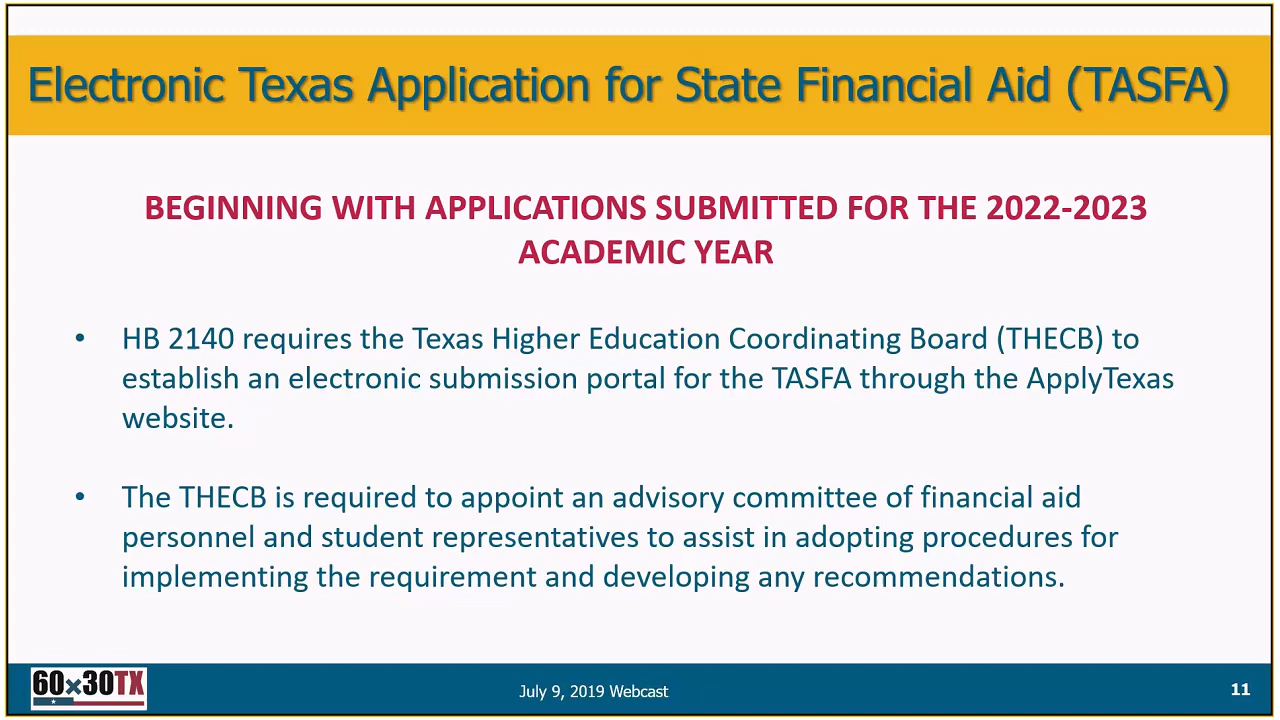 Electronic Texas Application for State Financial Aid (TASFA)
BEGINNING WITH APPLICATIONS SUBMITTED FOR THE 2022-2023
ACADEMIC YEAR
• HB 2140 requires the Texas Higher Education Coordinating Board (THECB) to
establish an electronic submission portal for the TASFA through the ApplyTexas
website.
• The THECB is required to appoint an advisory committee of financial aid
personnel and student representatives to assist in adopting procedures for
implementing the requirement and developing any recommendations.
60x30TX
July 9, 2019 Webcast
11